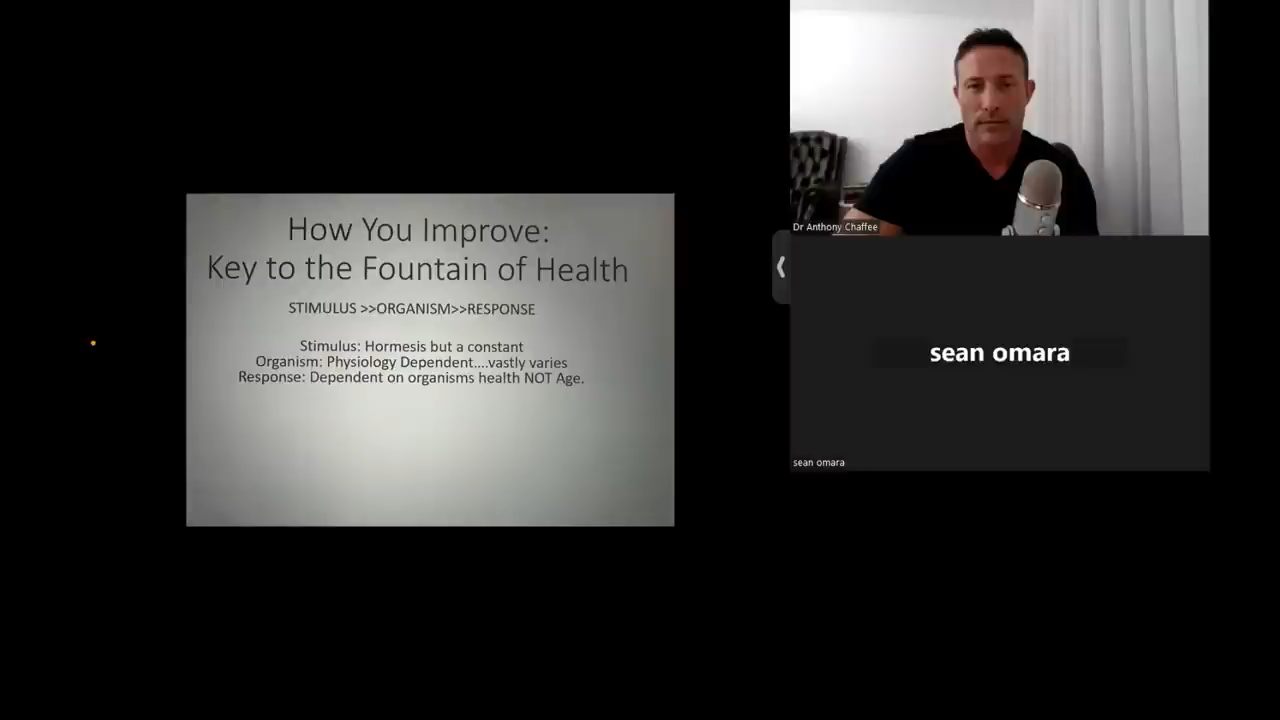 How You Improve:
Key to the Fountain of Health
STIMULUS >>ORGANISM>>RESPONSE
Stimulus: Hormesis but a constant
Organism: Physiology Dependent....vastly varies
Response: Dependent on organisms health NOT Age.
Dr Anthony Chaffee
sean omara
sean omara